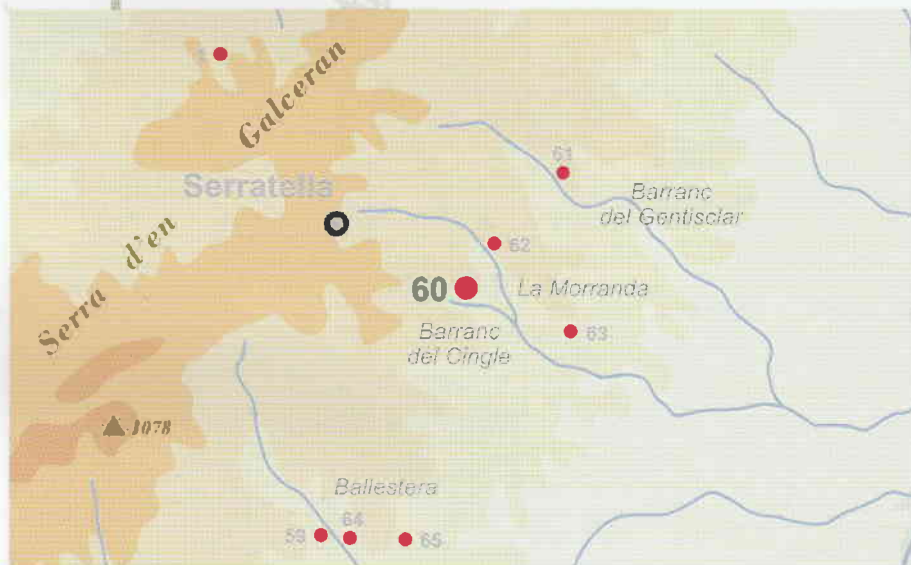 Galceran
61
Serratella
Barranc
del Gentisclar
Serra d'en
62
60
La Morranda
Barranc
del Cingle
63
1078
Ballestera
59
64
65